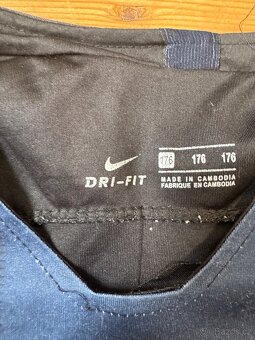 DRI-FIT
176 176 176
MADE IN CAMBODIA
FABRIQUE EN CAMBODIA